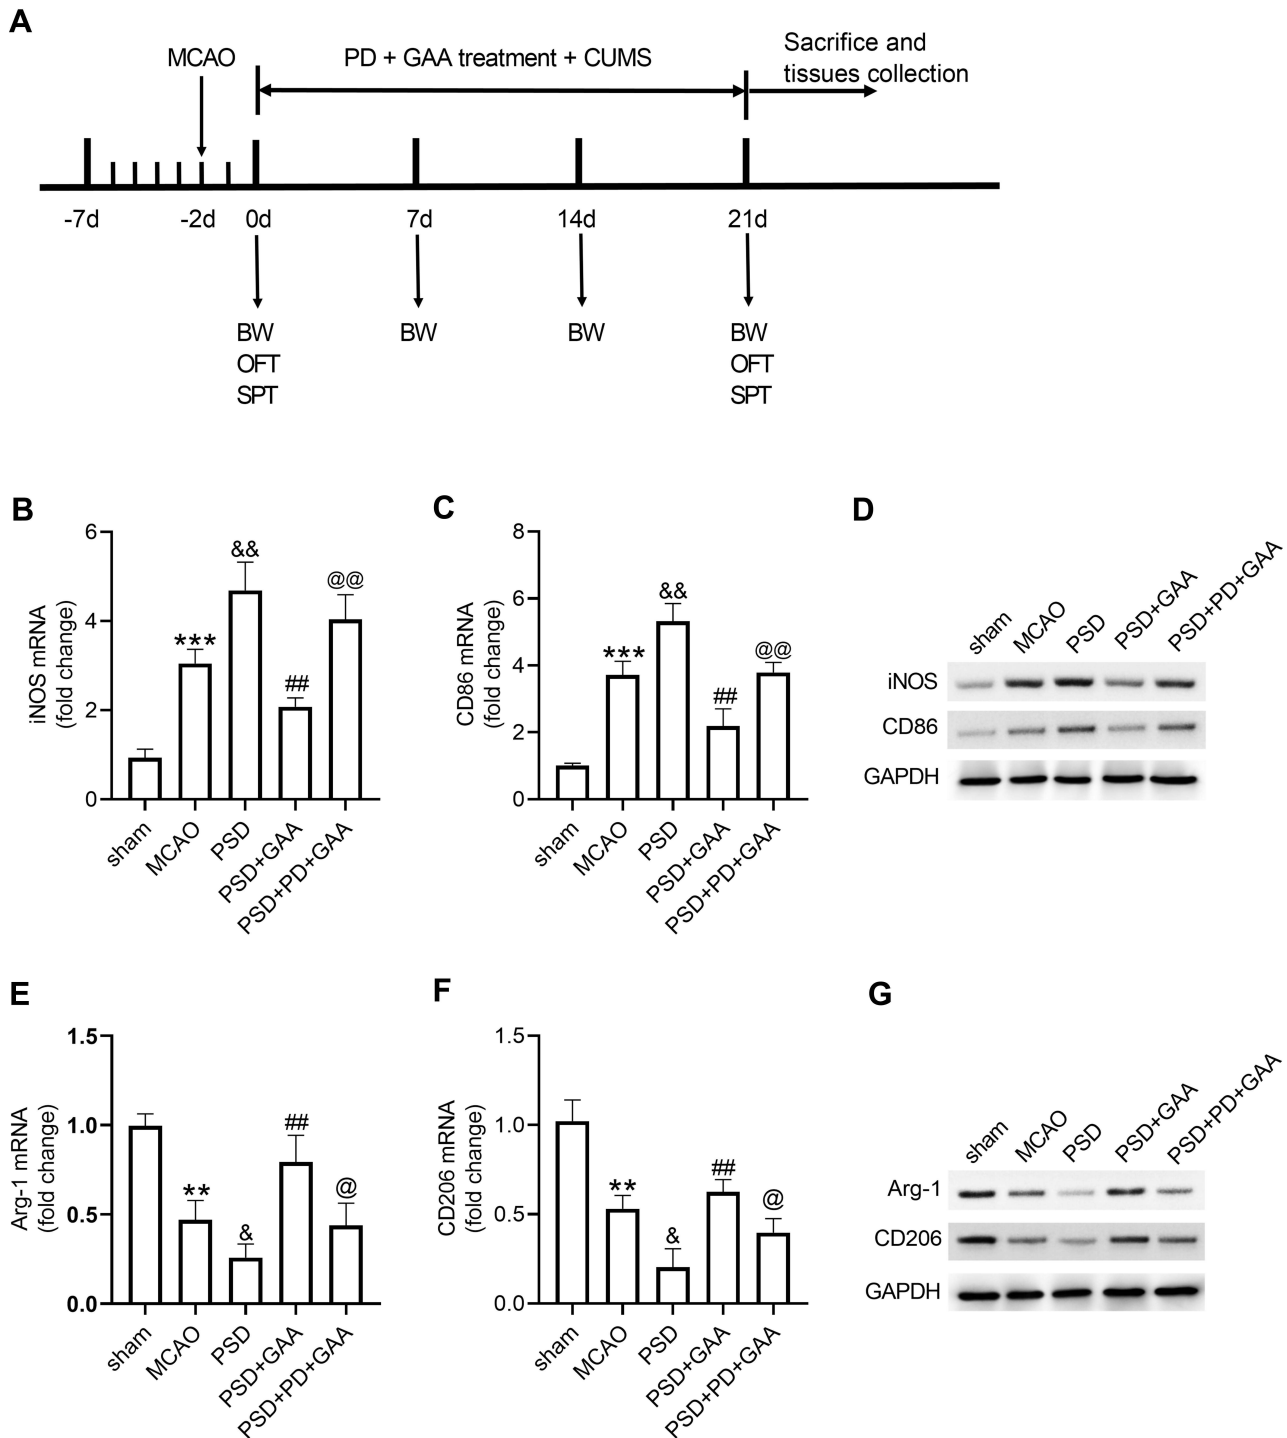 A
MCAO
PD + GAA treatment + CUMS
Sacrifice and
tissues collection
-7d
-2d
0d
7d
14d
21d
BW
OFT
SPT
BW
BW
BW
OFT
SPT
B
iNOS mRNA
(fold change)
6
4
2
0
***
&&
##
@@
sham
MCAO
PSD
PSD+GAA
PSD+PD+GAA
C
CD86 mRNA
(fold change)
8
6
4
2
0
***
&&
##
@@
sham
MCAO
PSD
PSD+GAA
PSD+PD+GAA
D
sham
MCAO
PSD
PSD+GAA
PSD+PD+GAA
iNOS
CD86
GAPDH
E
Arg-1 mRNA
(fold change)
1.5
1.0
0.5
0.0
**
&
##
@
sham
MCAO
PSD
PSD+GAA
PSD+PD+GAA
F
CD206 mRNA
(fold change)
1.5
1.0
0.5
0.0
**
&
##
@
sham
MCAO
PSD
PSD+GAA
PSD+PD+GAA
G
sham
MCAO
PSD
PSD+GAA
PSD+PD+GAA
Arg-1
CD206
GAPDH